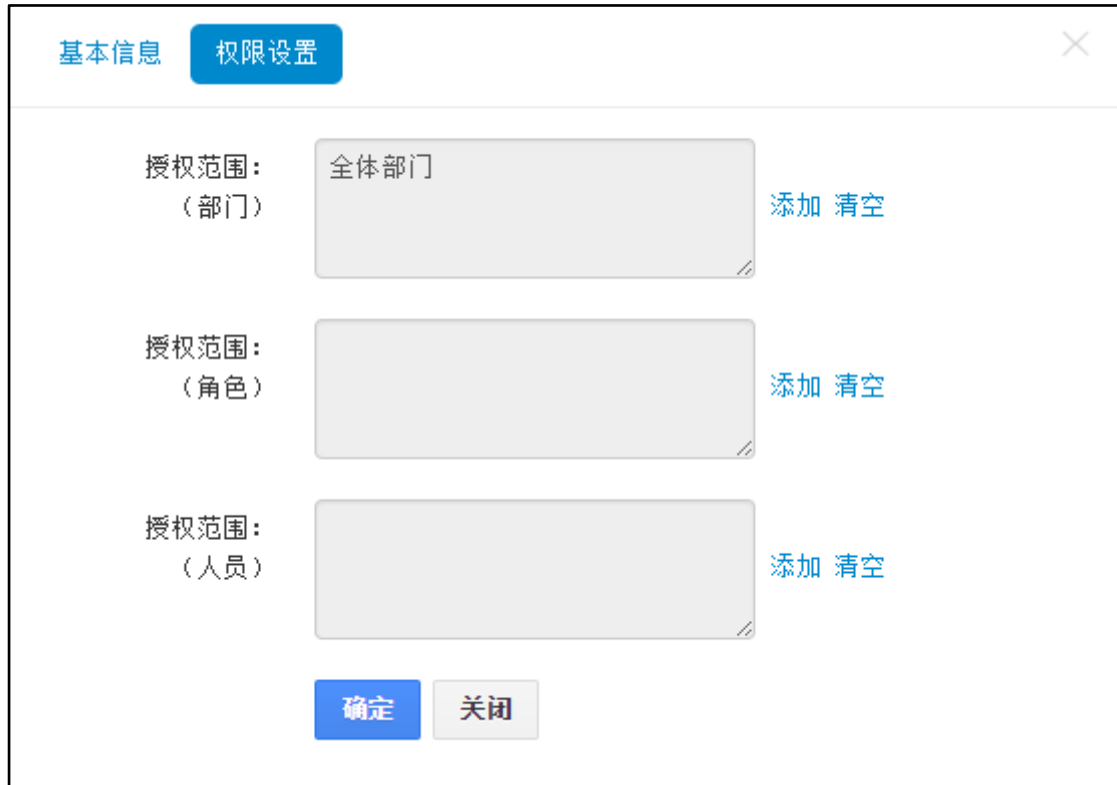 基本信息 权限设置
授权范围：
（部门）
全体部门
添加 清空
授权范围：
（角色）
添加 清空
授权范围：
（人员）
添加 清空
确定 关闭